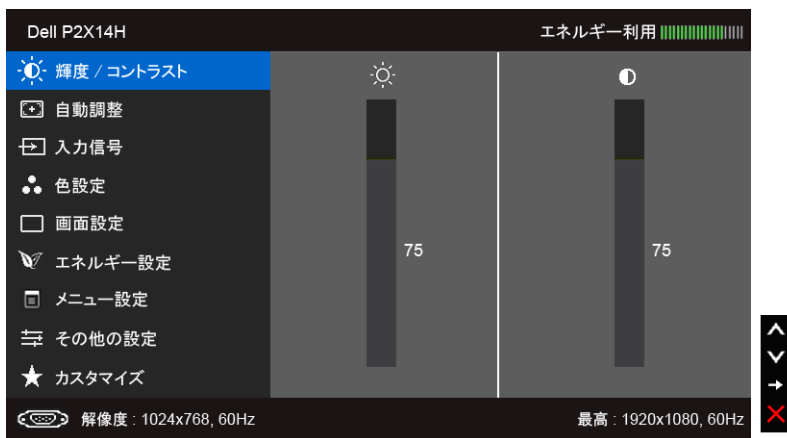 Dell P2X14H
エネルギー利用
輝度 / コントラスト
自動調整
入力信号
色設定
画面設定
エネルギー設定
メニュー設定
その他の設定
カスタマイズ
75
75
解像度 : 1024x768, 60Hz
最高 : 1920x1080, 60Hz